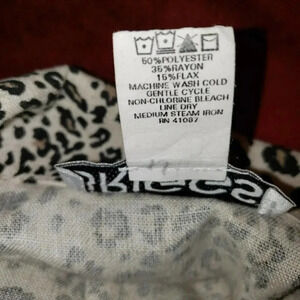 50%POLYESTER
35%RAYON
15%FLAX
MACHINE WASH COLD
GENTLE CYCLE
NON-CHLORINE BLEACH
LINE DRY
MEDIUM STEAM IRON
RN 41087